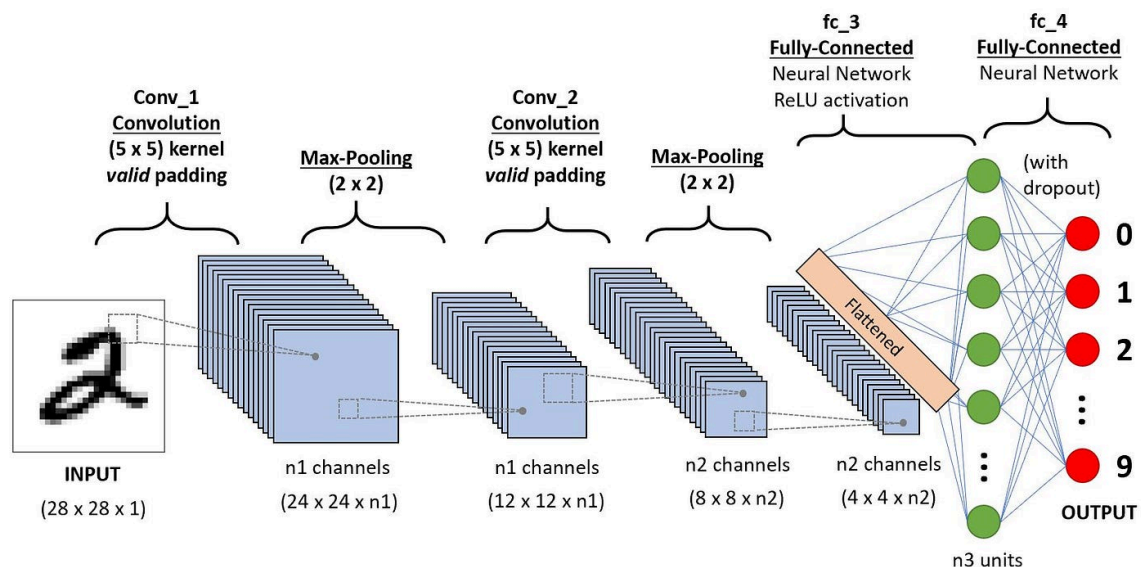 fc_3
Fully-Connected
Neural Network
ReLU activation
fc_4
Fully-Connected
Neural Network
Conv_1
Convolution
(5 x 5) kernel
valid padding
Max-Pooling
(2 x 2)
Conv_2
Convolution
(5 x 5) kernel
valid padding
Max-Pooling
(2 x 2)
(with
dropout)
INPUT
(28 x 28 x 1)
n1 channels
(24 x 24 x n1)
n1 channels
(12 x 12 x n1)
n2 channels
(8 x 8 x n2)
n2 channels
(4 x 4 x n2)
Flattened
n3 units
0
1
2
9
OUTPUT
2